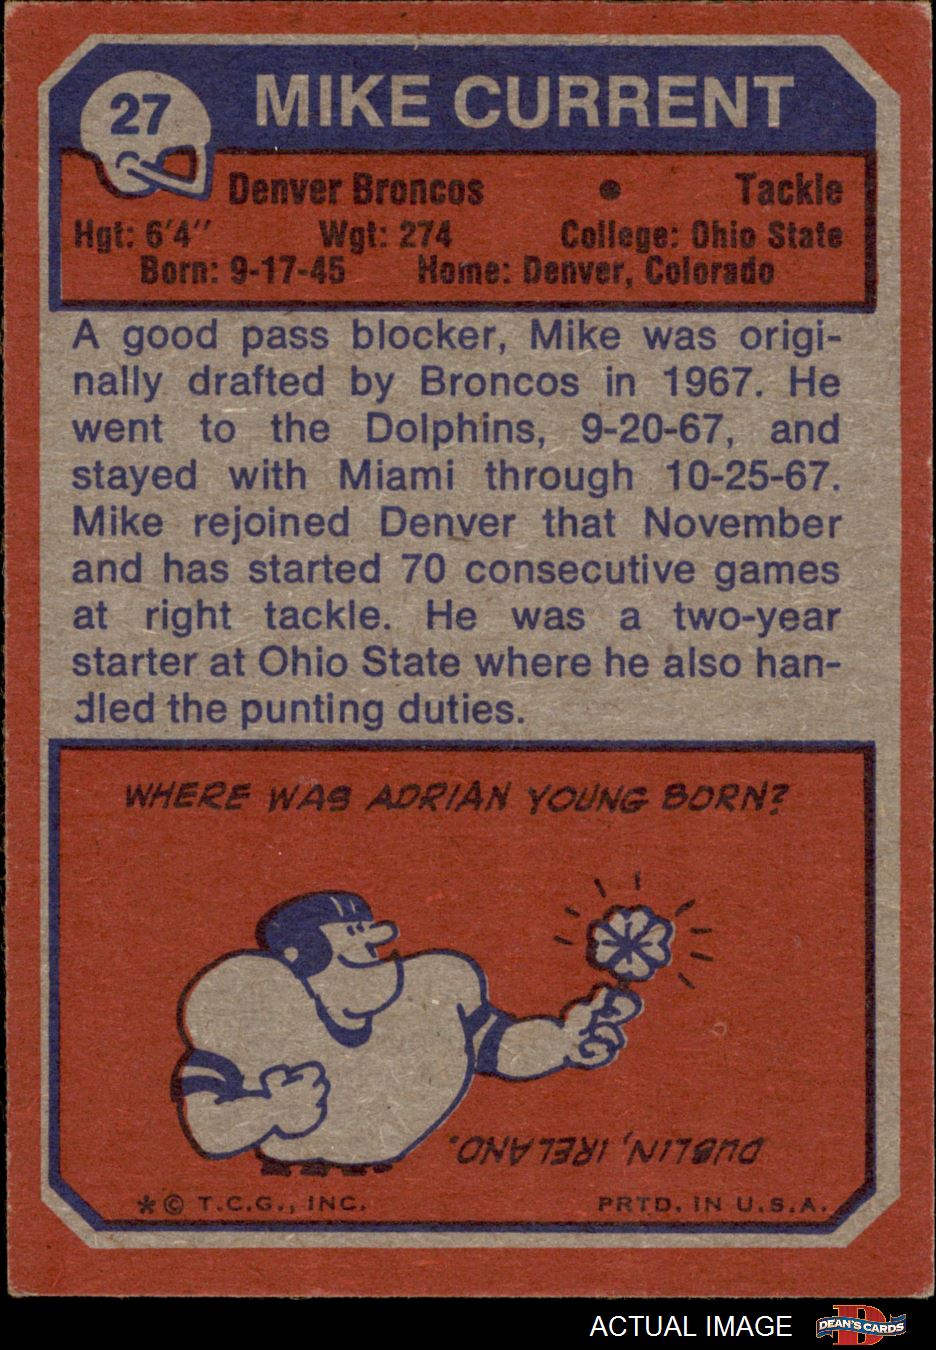 27
MIKE CURRENT
Denver Broncos • Tackle
Hgt: 6'4" Wgt: 274 College: Ohio State
Born: 9-17-45 Home: Denver, Colorado
A good pass blocker, Mike was origi-
nally drafted by Broncos in 1967. He
went to the Dolphins, 9-20-67, and
stayed with Miami through 10-25-67.
Mike rejoined Denver that November
and has started 70 consecutive games
at right tackle. He was a two-year
starter at Ohio State where he also han-
dled the punting duties.
WHERE WAS ADRIAN YOUNG BORN?
DUBLIN, IRELAND.
*© T.C.G., INC. PRTD. IN U.S.A.
ACTUAL IMAGE
DEAN'S CARDS